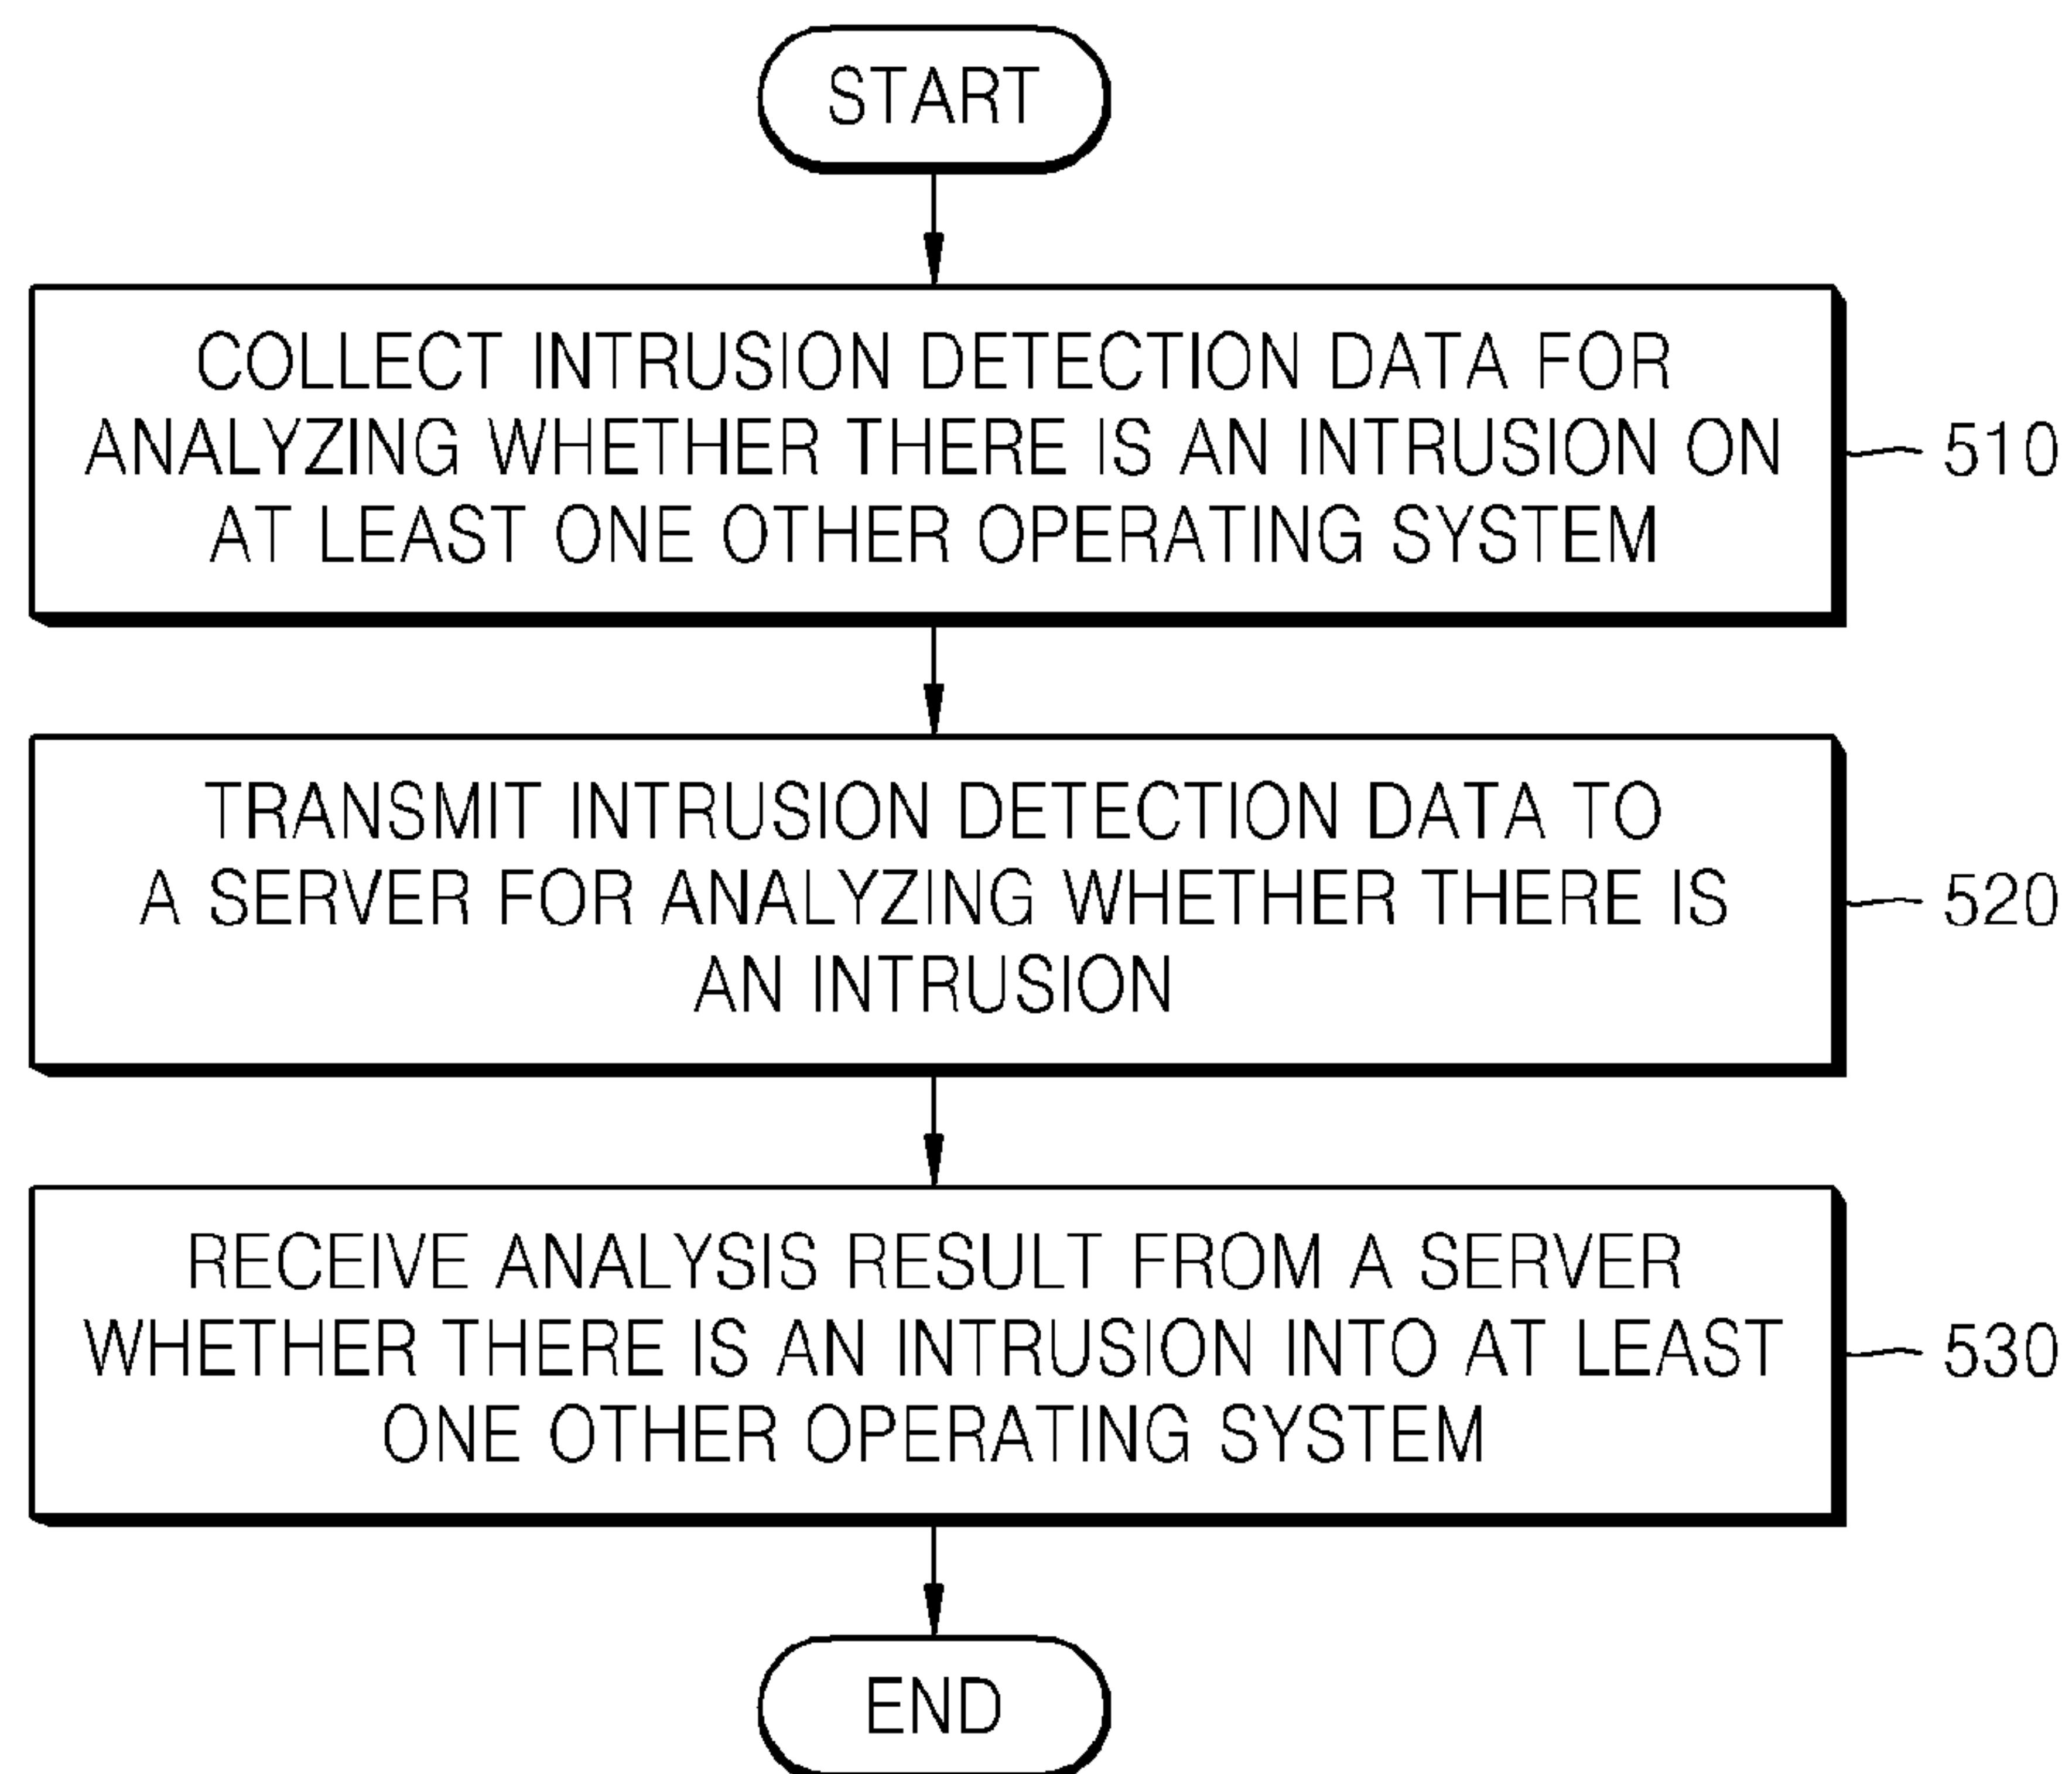 START
COLLECT INTRUSION DETECTION DATA FOR
ANALYZING WHETHER THERE IS AN INTRUSION ON
AT LEAST ONE OTHER OPERATING SYSTEM
510
TRANSMIT INTRUSION DETECTION DATA TO
A SERVER FOR ANALYZING WHETHER THERE IS
AN INTRUSION
520
RECEIVE ANALYSIS RESULT FROM A SERVER
WHETHER THERE IS AN INTRUSION INTO AT LEAST
ONE OTHER OPERATING SYSTEM
530
END